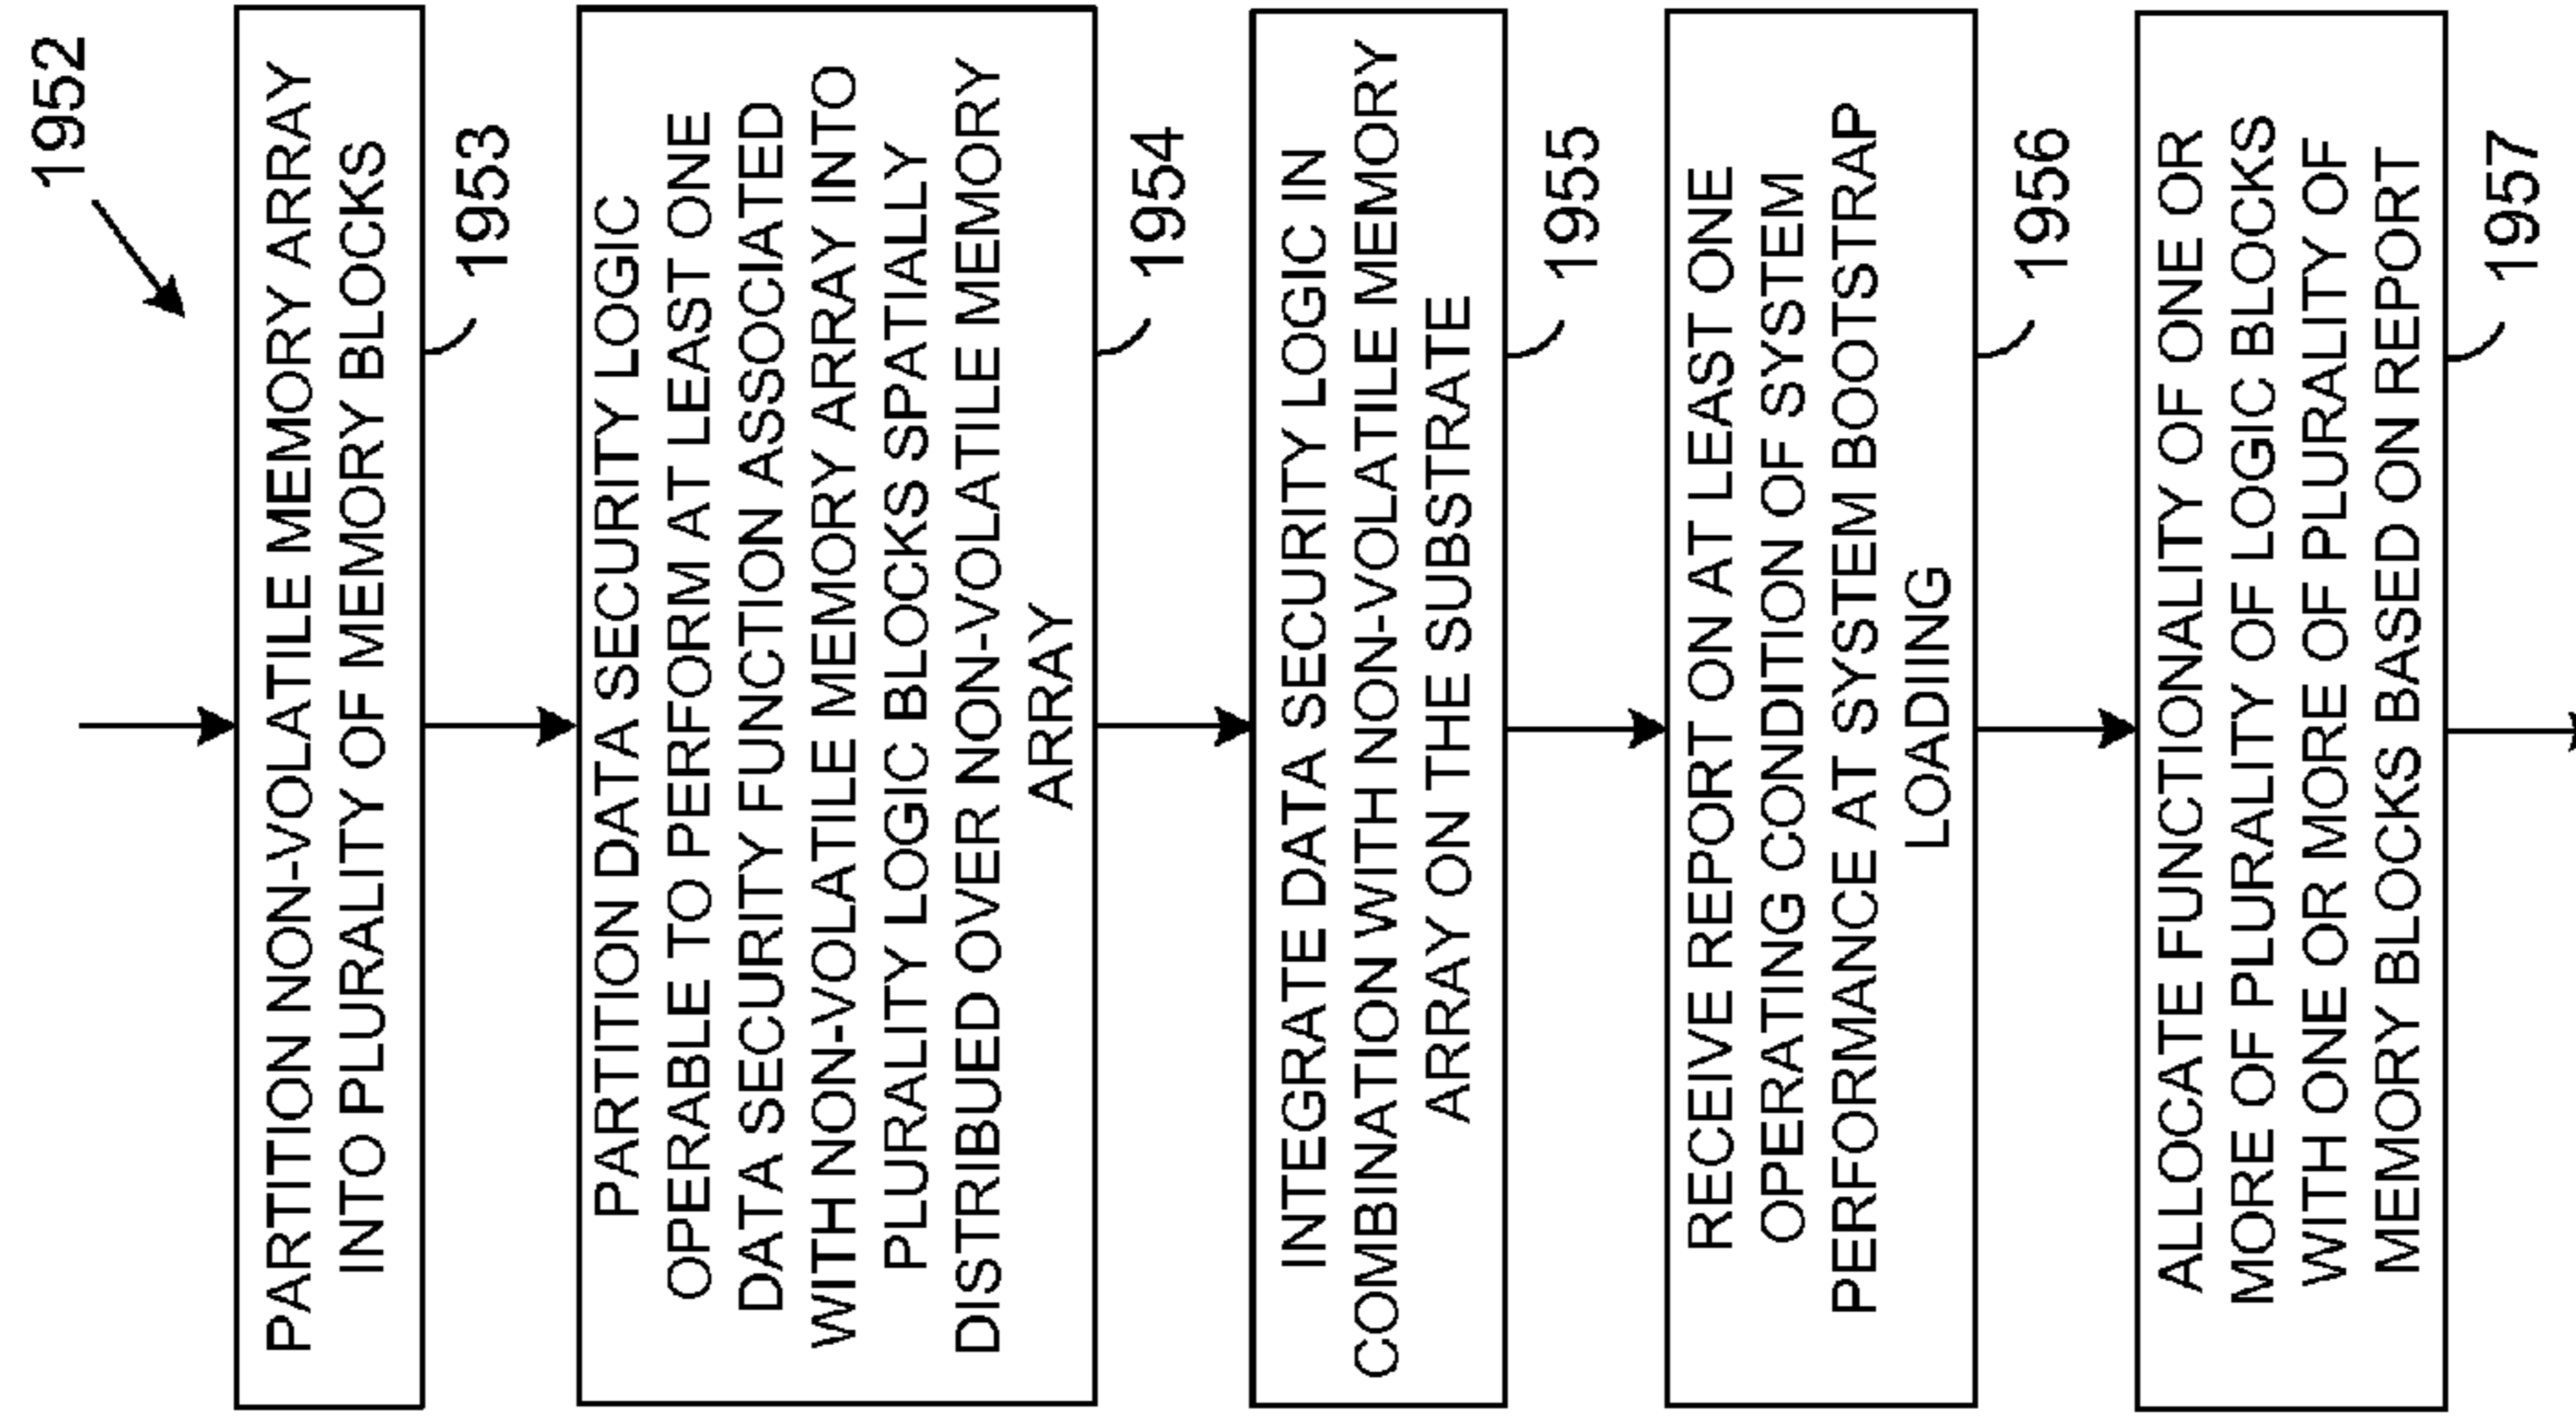 1952
PARTITION NON-VOLATILE MEMORY ARRAY
INTO PLURALITY OF MEMORY BLOCKS
1953
PARTITION DATA SECURITY LOGIC
OPERABLE TO PERFORM AT LEAST ONE
DATA SECURITY FUNCTION ASSOCIATED
WITH NON-VOLATILE MEMORY ARRAY INTO
PLURALITY LOGIC BLOCKS SPATIALLY
DISTRIBUED OVER NON-VOLATILE MEMORY
ARRAY
1954
INTEGRATE DATA SECURITY LOGIC IN
COMBINATION WITH NON-VOLATILE MEMORY
ARRAY ON THE SUBSTRATE
1955
RECEIVE REPORT ON AT LEAST ONE
OPERATING CONDITION OF SYSTEM
PERFORMANCE AT SYSTEM BOOTSTRAP
LOADIING
1956
ALLOCATE FUNCTIONALITY OF ONE OR
MORE OF PLURALITY OF LOGIC BLOCKS
WITH ONE OR MORE OF PLURALITY OF
MEMORY BLOCKS BASED ON REPORT
1957